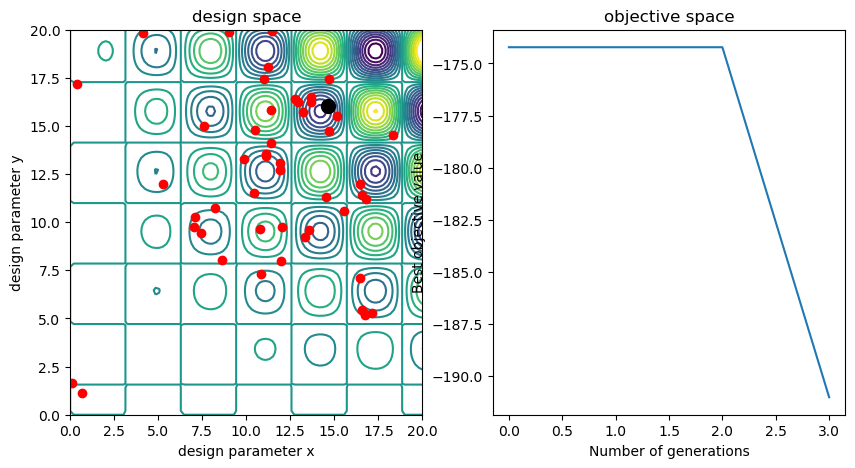 design space
20.0
17.5
15.0
12.5
10.0
7.5
5.0
2.5
0.0
design parameter y
0.0 2.5 5.0 7.5 10.0 12.5 15.0 17.5 20.0
design parameter x
objective space
−175.0
−177.5
−180.0
−182.5
−185.0
−187.5
−190.0
Best objective value
0.0 0.5 1.0 1.5 2.0 2.5 3.0
Number of generations